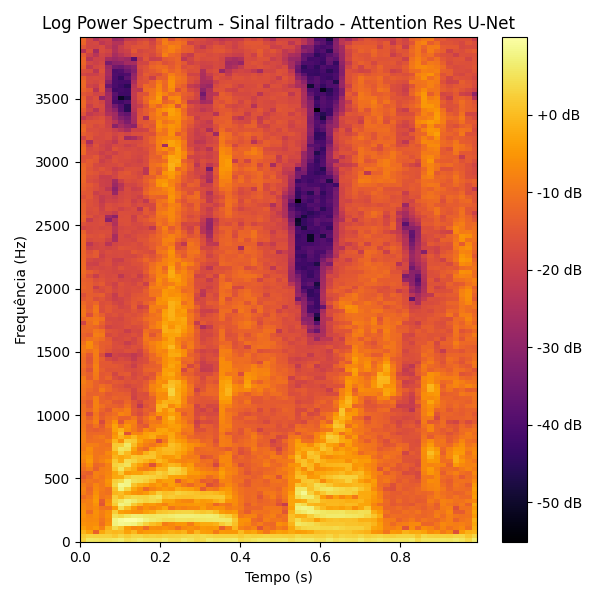 Log Power Spectrum - Sinal filtrado - Attention Res U-Net
3500
3000
2500
2000
1500
1000
500
0
Frequência (Hz)
0.0
0.2
0.4
0.6
0.8
Tempo (s)
+0 dB
-10 dB
-20 dB
-30 dB
-40 dB
-50 dB